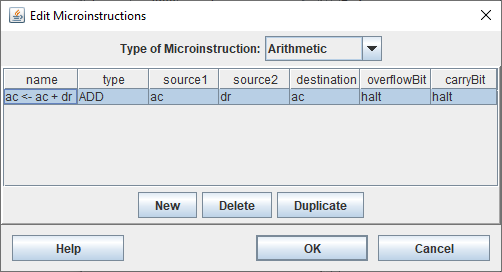 Edit Microinstructions
Type of Microinstruction: Arithmetic
name type source1 source2 destination overflowBit carryBit
ac <- ac + dr ADD ac dr ac halt halt
New Delete Duplicate
Help OK Cancel